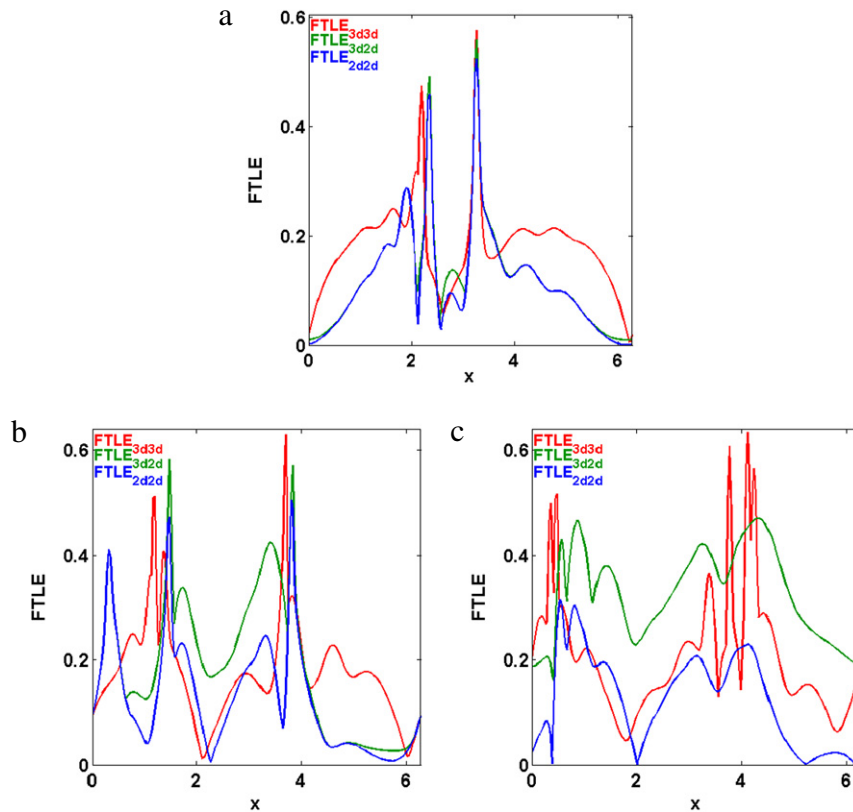 a
FTLE3d3d
FTLE3d2d
FTLE2d2d
0.6
0.4
0.2
0
FTLE
0 2 4 6
x
b
FTLE3d3d
FTLE3d2d
FTLE2d2d
0.6
0.4
0.2
0
FTLE
0 2 4 6
x
c
FTLE3d3d
FTLE3d2d
FTLE2d2d
0.6
0.4
0.2
0
FTLE
0 2 4 6
x